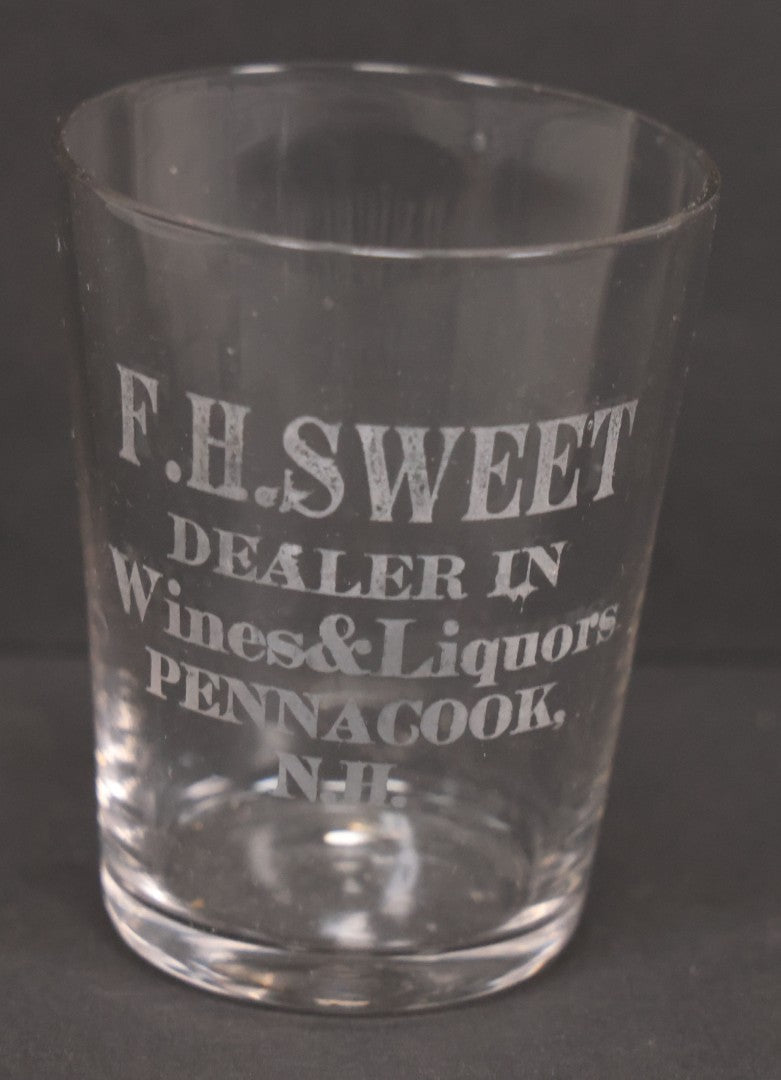 F.H.SWEET
DEALER IN
Wines&Liquors
PENNACOOK,
N.H.